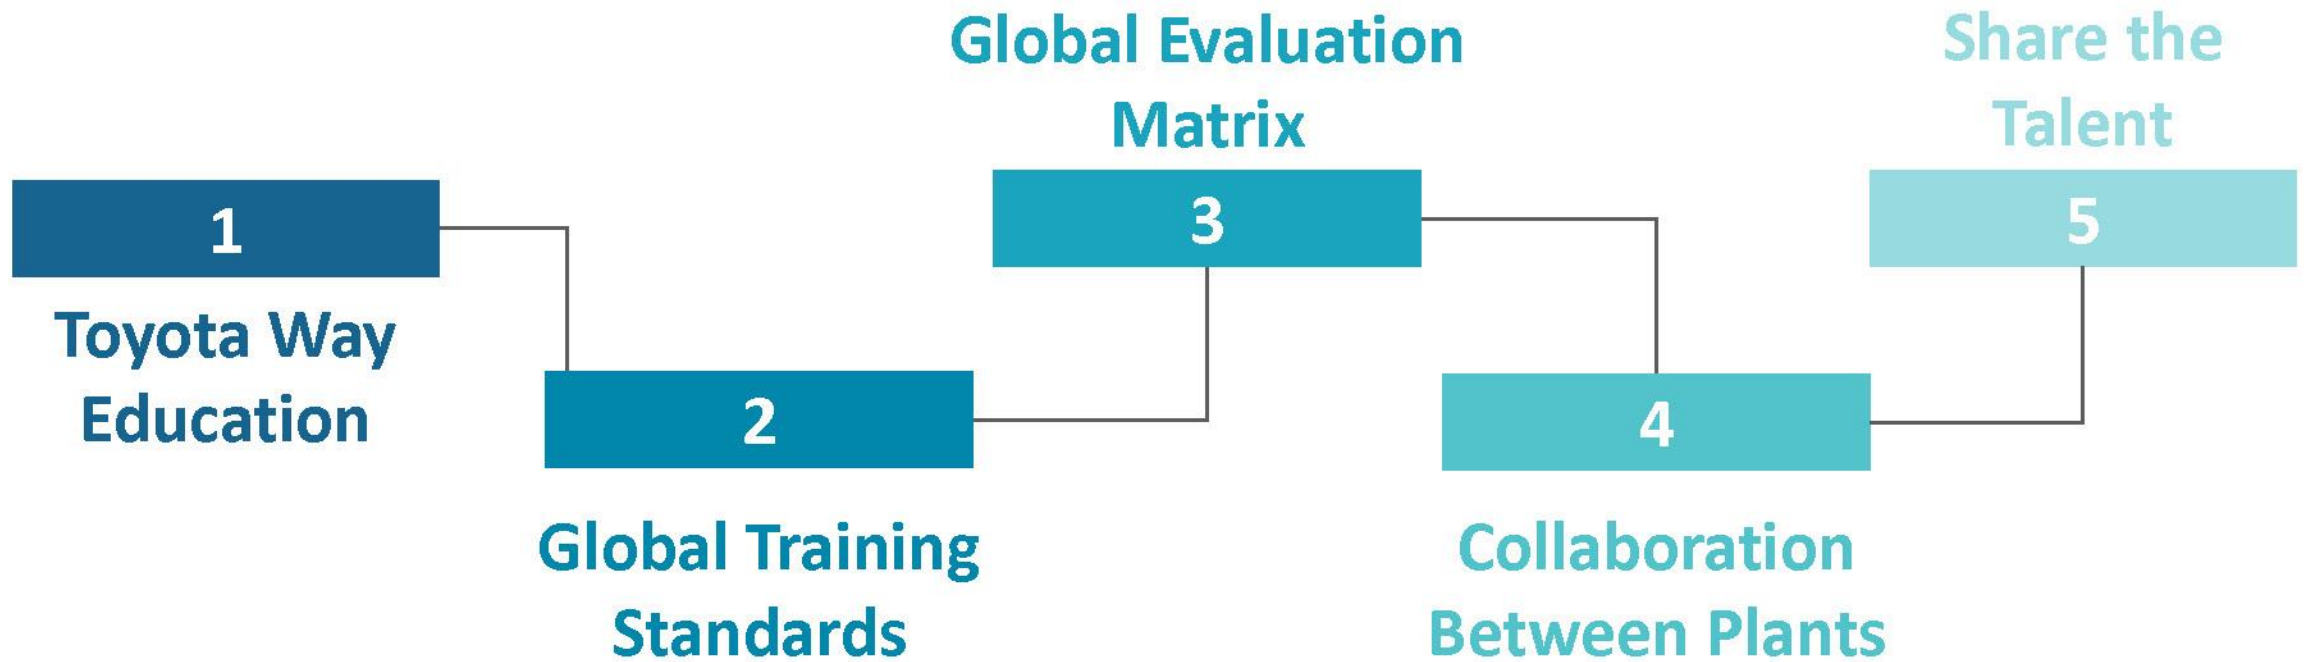 1
Toyota Way
Education
2
Global Training
Standards
Global Evaluation
Matrix
3
4
Collaboration
Between Plants
Share the
Talent
5